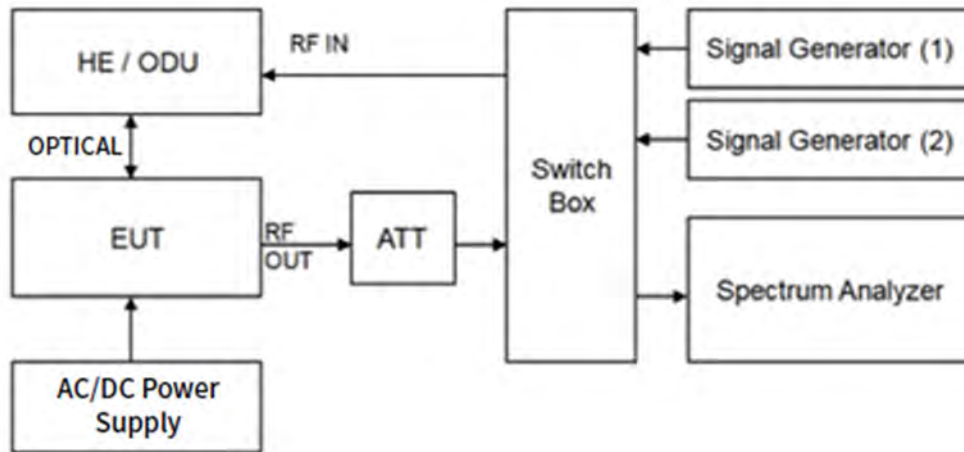 HE / ODU
RF IN
Signal Generator (1)
OPTICAL
Signal Generator (2)
Switch
Box
EUT
RF
OUT
ATT
Spectrum Analyzer
AC/DC Power
Supply